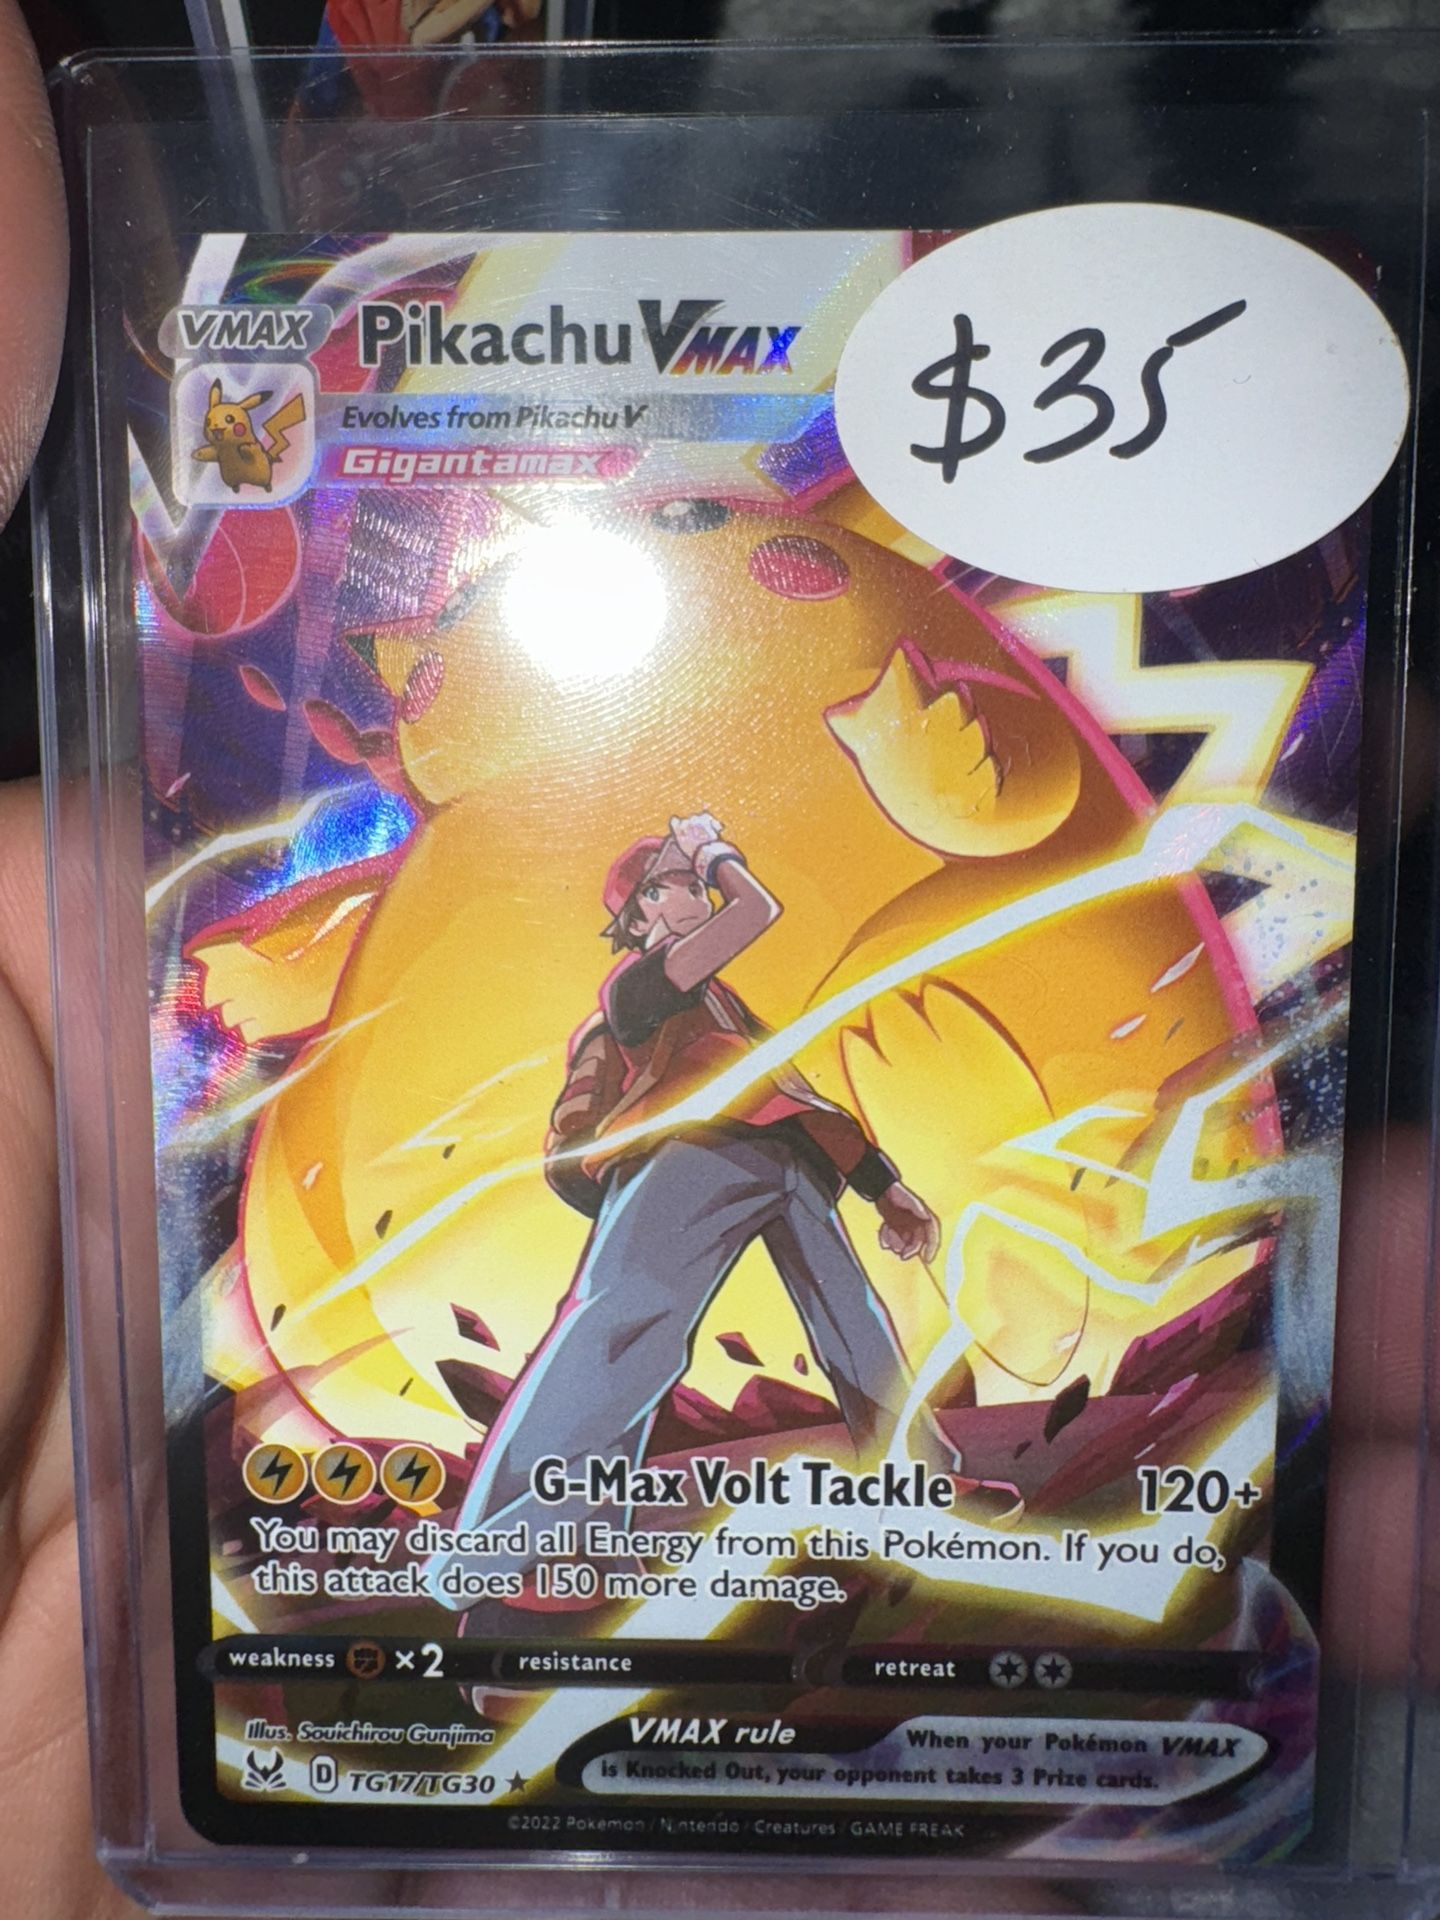 VMAX Pikachu VMAX
$35
Evolves from Pikachu V
Gigantamax
G-Max Volt Tackle 120+
You may discard all Energy from this Pokémon. If you do,
this attack does 150 more damage.
weakness ×2 resistance retreat
Illus. Souichirou Gunjima
D TG17/TG30 ★
VMAX rule When your Pokémon VMAX
is Knocked Out, your opponent takes 3 Prize cards.
©2022 Pokémon / Nintendo / Creatures / GAME FREAK